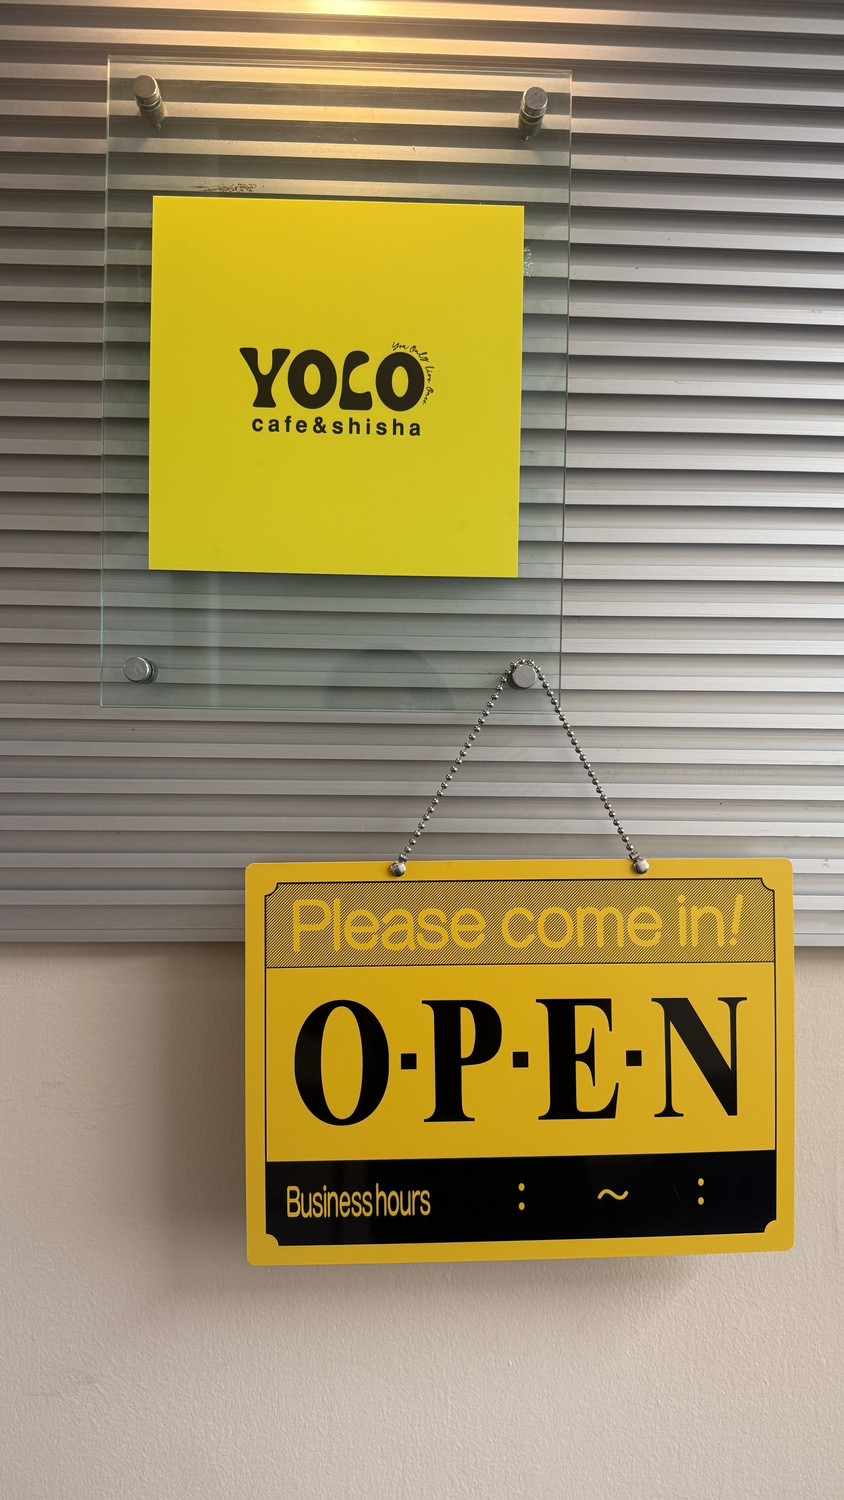 YOLO
You Only Live Once
cafe&shisha
Please come in!
O·P·E·N
Business hours : ~ :